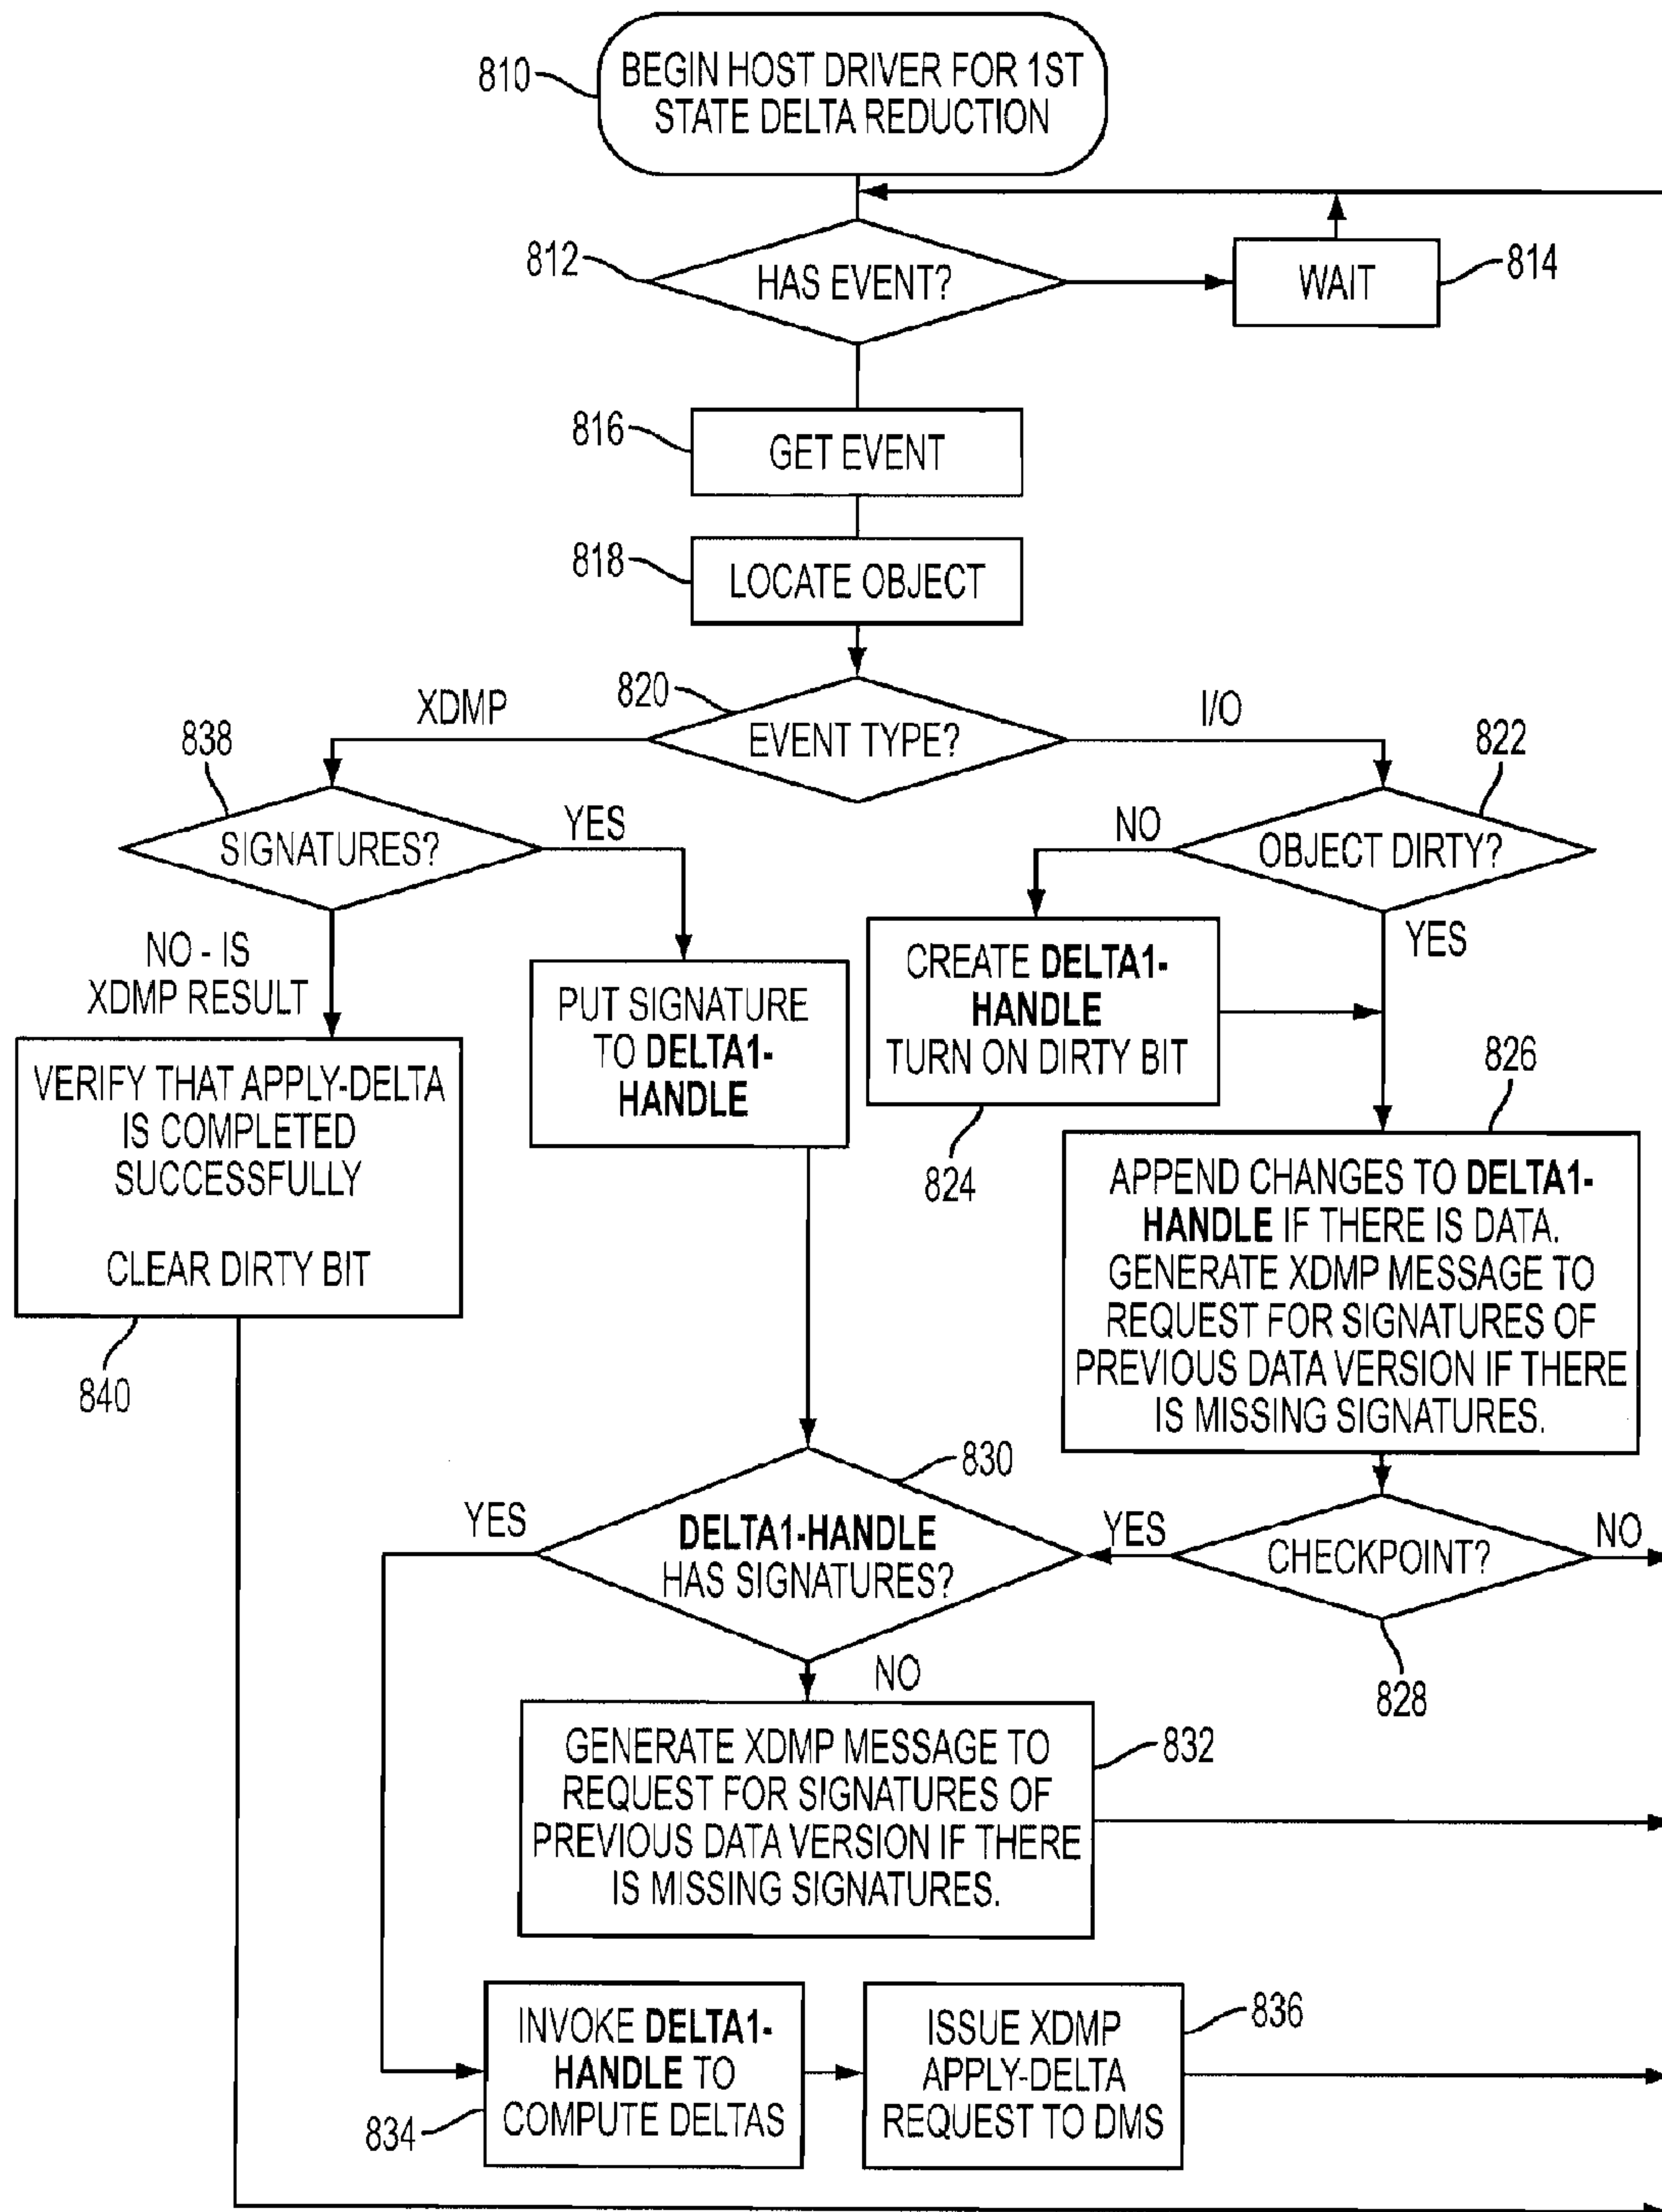 810
BEGIN HOST DRIVER FOR 1ST
STATE DELTA REDUCTION
812
HAS EVENT?
WAIT
814
816
GET EVENT
818
LOCATE OBJECT
820
XDMP
EVENT TYPE?
I/O
838
SIGNATURES?
YES
822
NO
OBJECT DIRTY?
YES
NO - IS
XDMP RESULT
PUT SIGNATURE
TO DELTA1-
HANDLE
CREATE DELTA1-
HANDLE
TURN ON DIRTY BIT
824
VERIFY THAT APPLY-DELTA
IS COMPLETED
SUCCESSFULLY
CLEAR DIRTY BIT
840
826
APPEND CHANGES TO DELTA1-
HANDLE IF THERE IS DATA.
GENERATE XDMP MESSAGE TO
REQUEST FOR SIGNATURES OF
PREVIOUS DATA VERSION IF THERE
IS MISSING SIGNATURES.
830
YES
DELTA1-HANDLE
HAS SIGNATURES?
YES
CHECKPOINT?
NO
828
NO
GENERATE XDMP MESSAGE TO
REQUEST FOR SIGNATURES OF
PREVIOUS DATA VERSION IF THERE
IS MISSING SIGNATURES.
832
INVOKE DELTA1-
HANDLE TO
COMPUTE DELTAS
834
ISSUE XDMP
APPLY-DELTA
REQUEST TO DMS
836